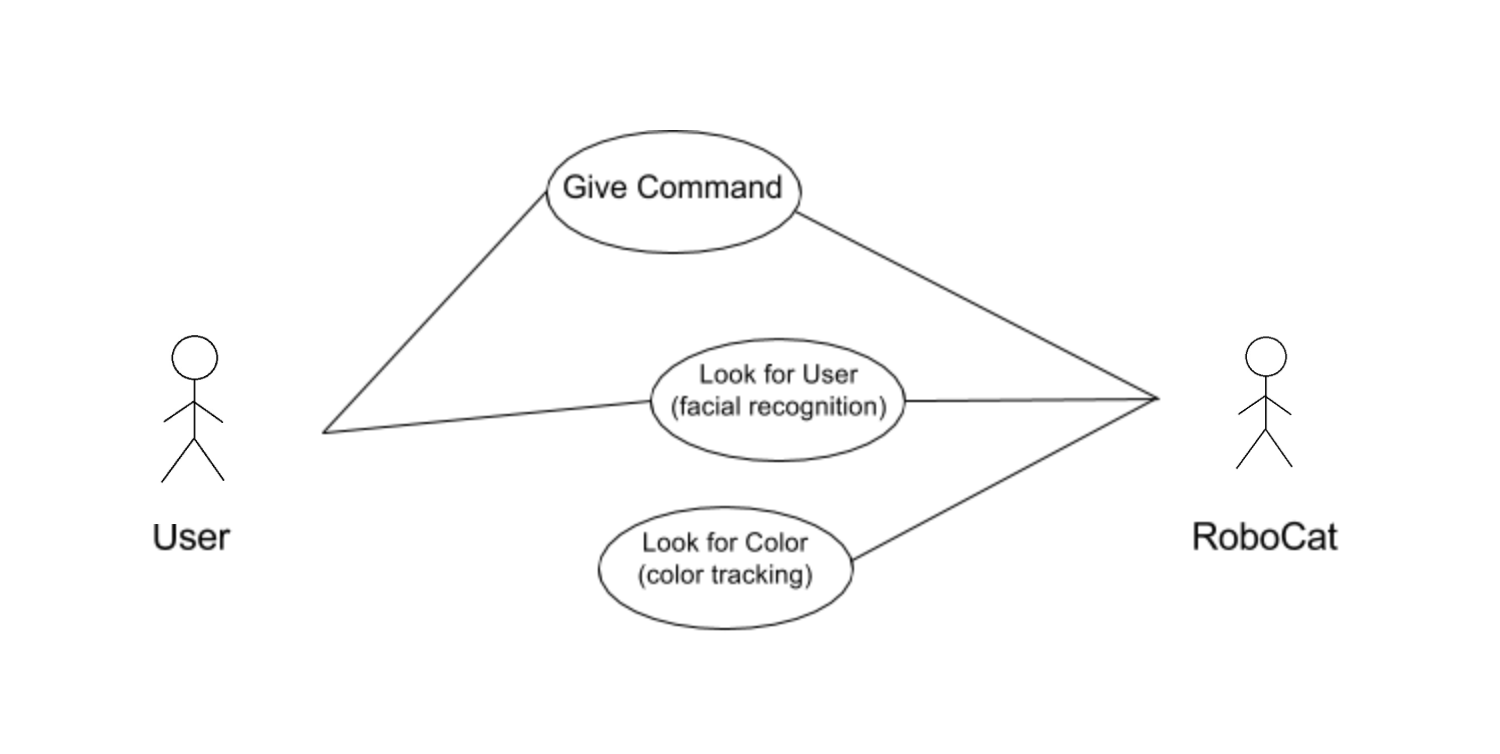 Give Command
Look for User
(facial recognition)
Look for Color
(color tracking)
User
RoboCat